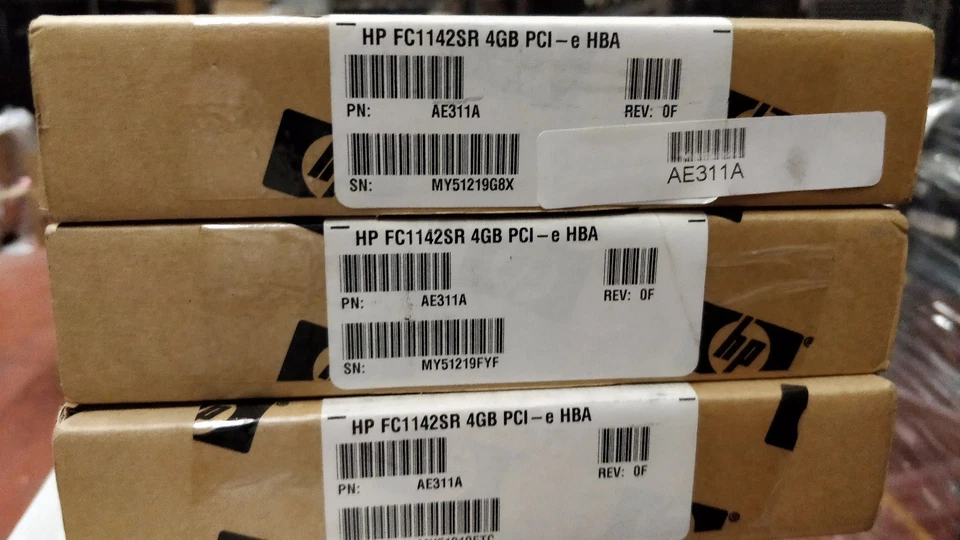 HP FC1142SR 4GB PCI-e HBA
PN: AE311A REV: 0F
SN: MY51219G8X
AE311A
HP FC1142SR 4GB PCI-e HBA
PN: AE311A REV: 0F
SN: MY51219FYF
hp
HP FC1142SR 4GB PCI-e HBA
PN: AE311A REV: 0F